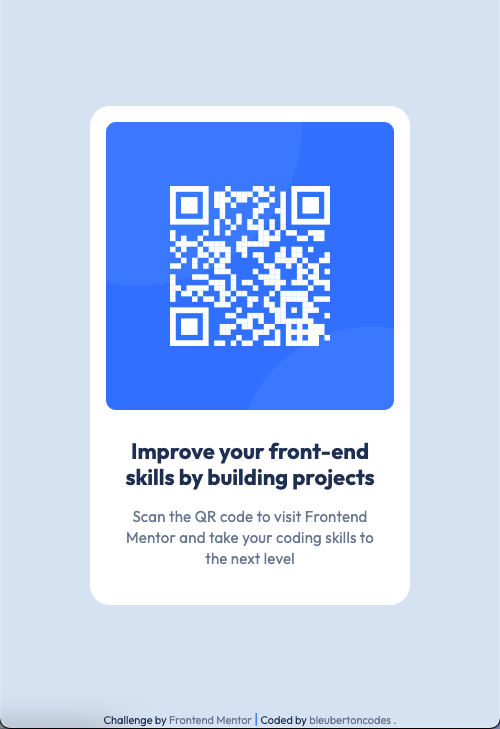 Improve your front-end
skills by building projects
Scan the QR code to visit Frontend
Mentor and take your coding skills to
the next level
Challenge by Frontend Mentor | Coded by bleubertoncodes .